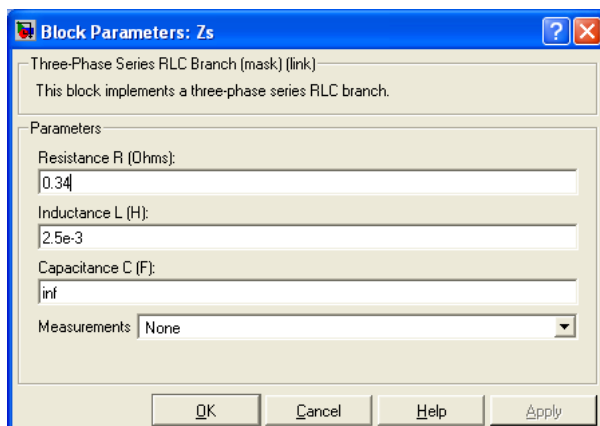 Block Parameters: Zs
Three-Phase Series RLC Branch (mask) (link)
This block implements a three-phase series RLC branch.
Parameters
Resistance R (Ohms):
0.34
Inductance L (H):
2.5e-3
Capacitance C (F):
inf
Measurements None
OK Cancel Help Apply